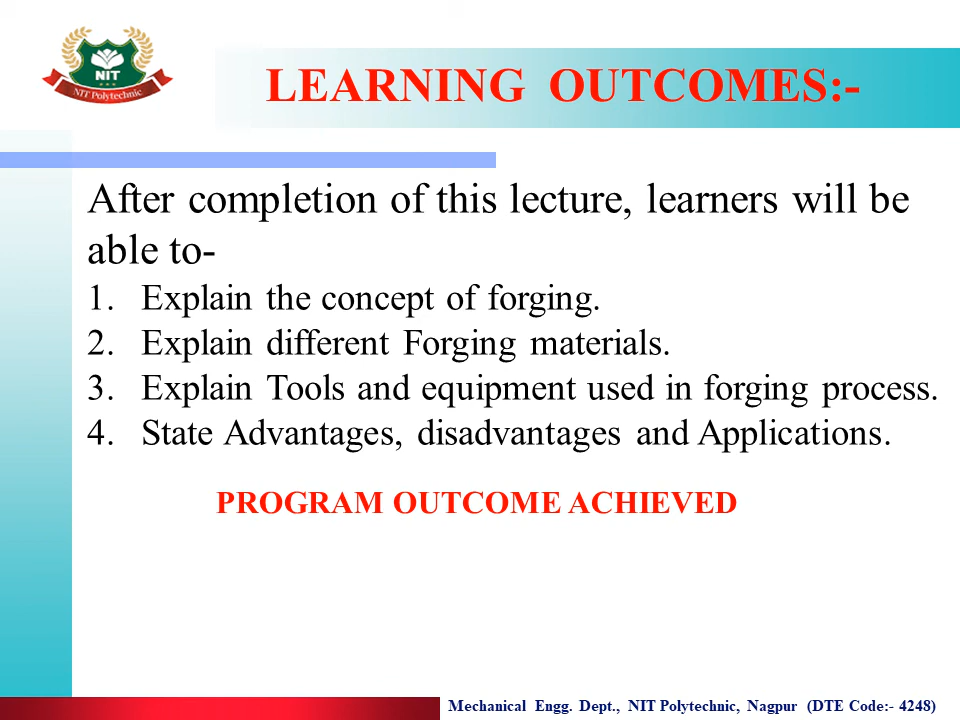 NIT
NIT Polytechnic
LEARNING OUTCOMES:-
After completion of this lecture, learners will be
able to-
1. Explain the concept of forging.
2. Explain different Forging materials.
3. Explain Tools and equipment used in forging process.
4. State Advantages, disadvantages and Applications.
PROGRAM OUTCOME ACHIEVED
Mechanical Engg. Dept., NIT Polytechnic, Nagpur (DTE Code:- 4248)